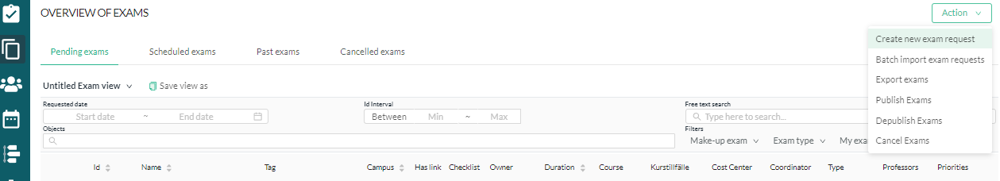 OVERVIEW OF EXAMS
Action
Create new exam request
Batch import exam requests
Export exams
Publish Exams
Depublish Exams
Cancel Exams
Pending exams Scheduled exams Past exams Cancelled exams
Untitled Exam view Save view as
Requested date Id Interval Free text search
Start date ~ End date Between Min ~ Max Type here to search...
Objects Filters
Make-up exam Exam type My exa
Id Name Tag Campus Has link Checklist Owner Duration Course Kurstillfälle Cost Center Coordinator Type Professors Priorities